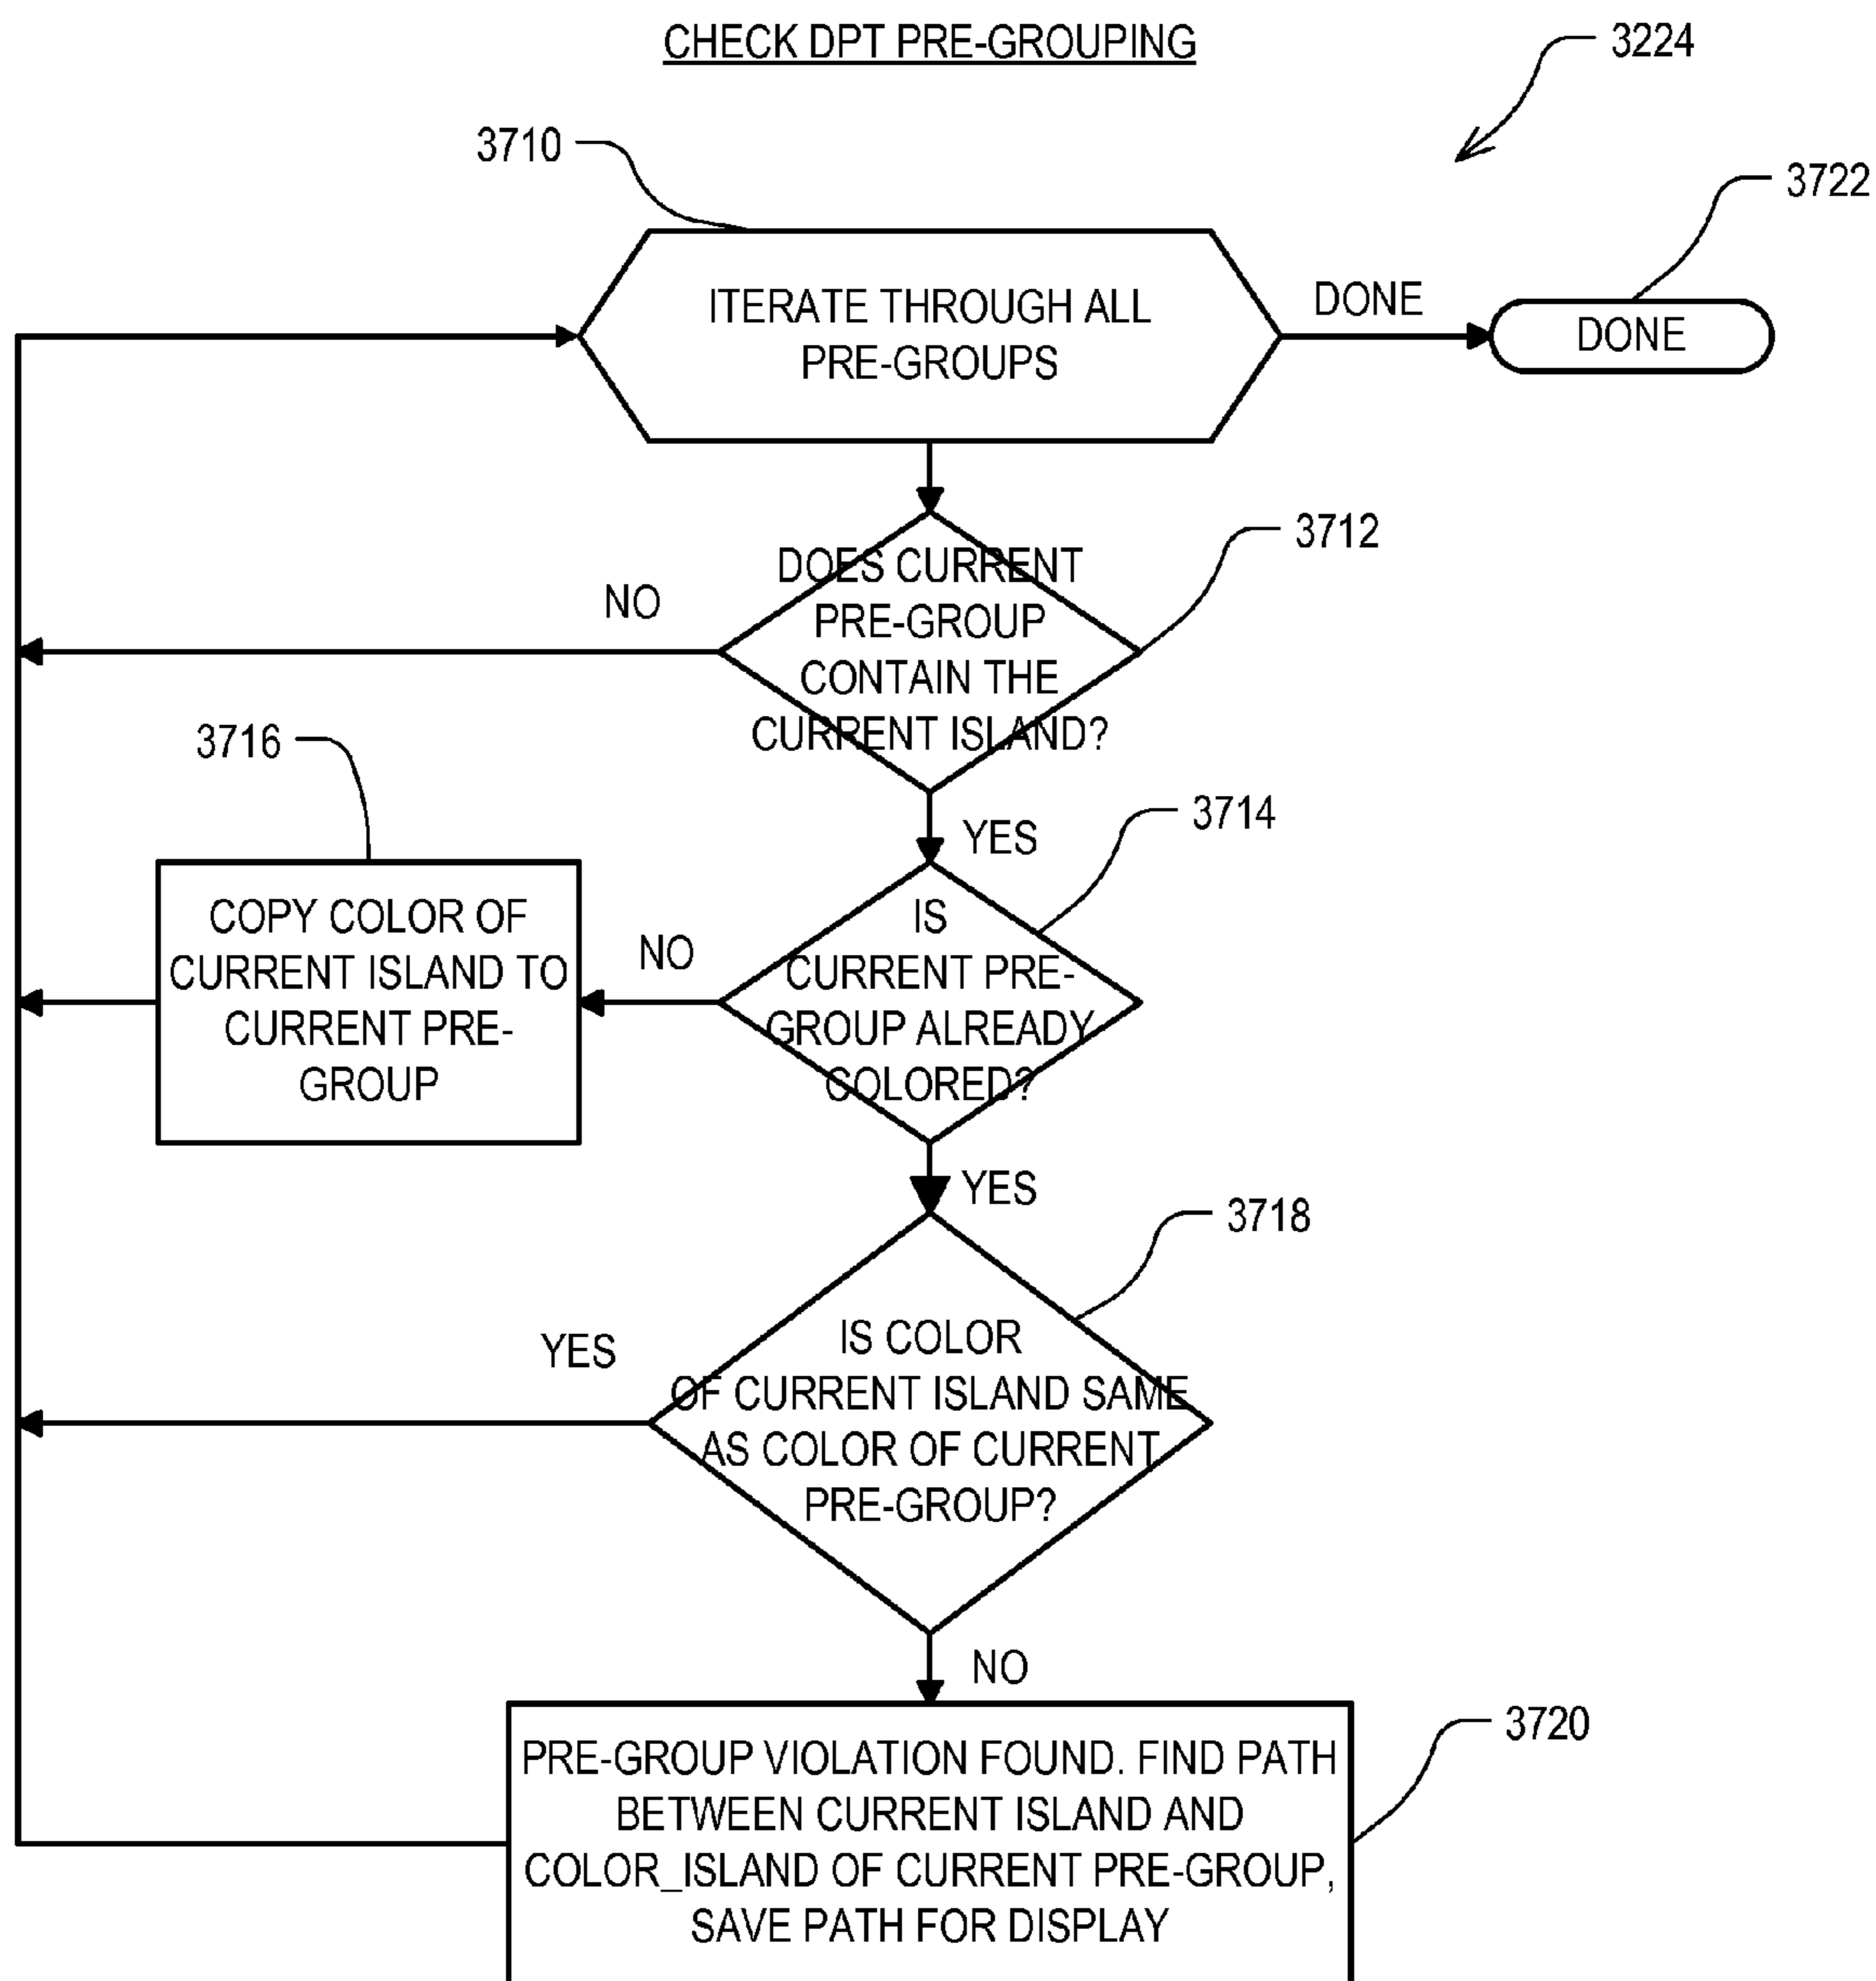 CHECK DPT PRE-GROUPING
3224
3710
3722
ITERATE THROUGH ALL
PRE-GROUPS
DONE
DONE
3712
DOES CURRENT
PRE-GROUP
CONTAIN THE
CURRENT ISLAND?
NO
3716
YES
3714
COPY COLOR OF
CURRENT ISLAND TO
CURRENT PRE-
GROUP
NO
IS
CURRENT PRE-
GROUP ALREADY
COLORED?
YES
3718
YES
IS COLOR
OF CURRENT ISLAND SAME
AS COLOR OF CURRENT
PRE-GROUP?
NO
3720
PRE-GROUP VIOLATION FOUND. FIND PATH
BETWEEN CURRENT ISLAND AND
COLOR_ISLAND OF CURRENT PRE-GROUP,
SAVE PATH FOR DISPLAY